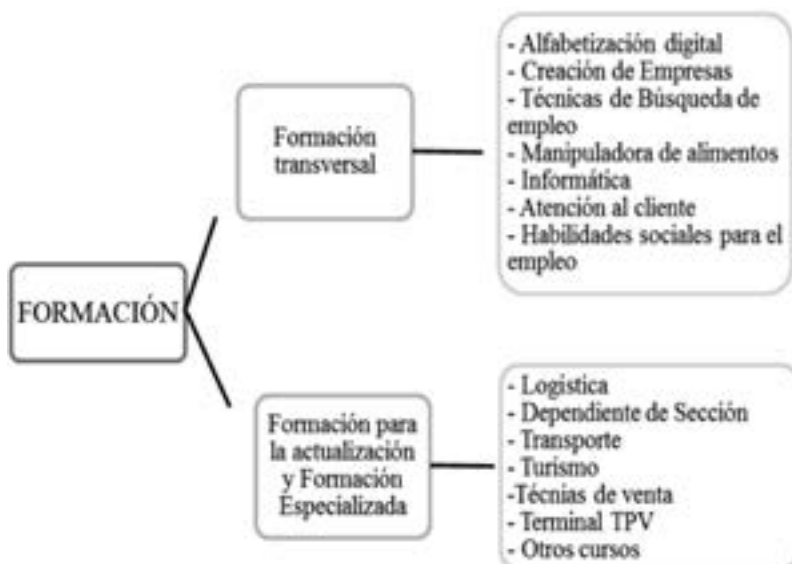 FORMACIÓN
Formación
transversal
- Alfabetización digital
- Creación de Empresas
- Técnicas de Búsqueda de
empleo
- Manipuladora de alimentos
- Informática
- Atención al cliente
- Habilidades sociales para el
empleo
Formación para
la actualización
y Formación
Especializada
- Logistica
- Dependiente de Sección
- Transporte
- Turismo
-Técnias de venta
- Terminal TPV
- Otros cursos